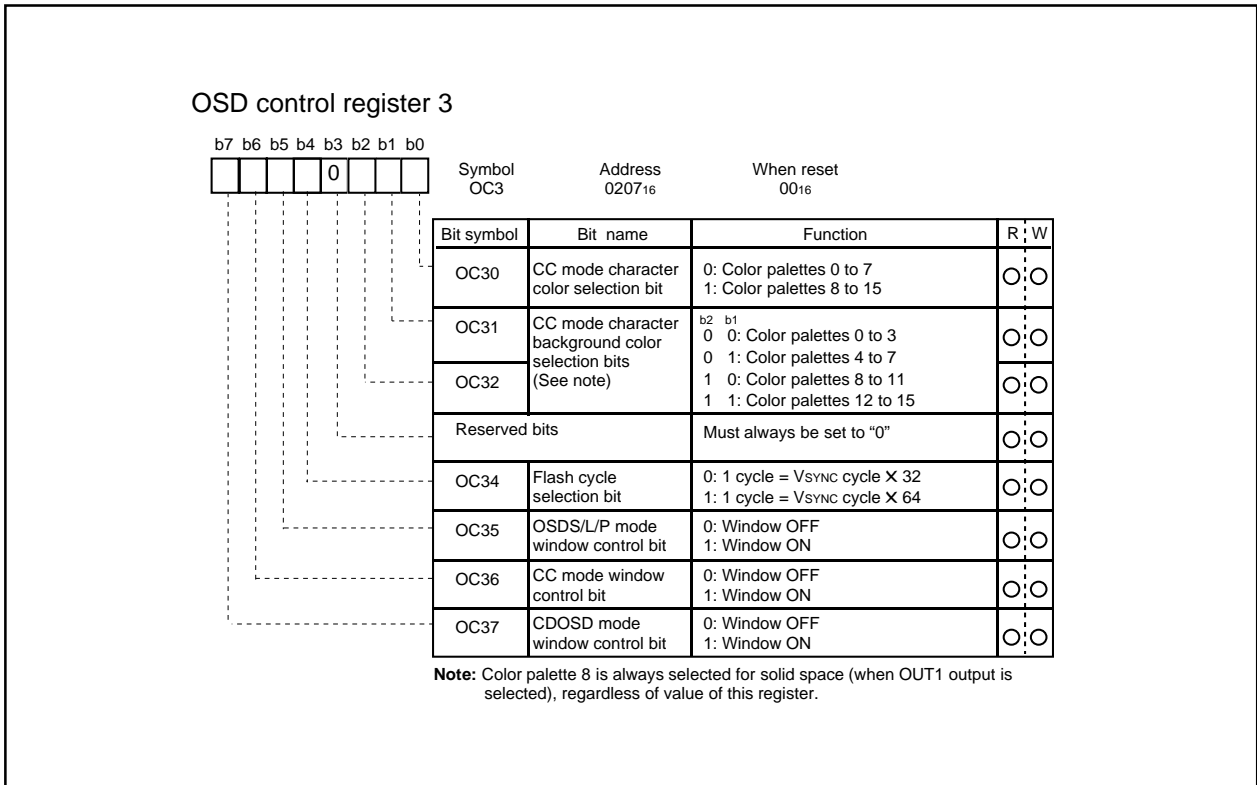 OSD control register 3
b7 b6 b5 b4 b3 b2 b1 b0
0
Symbol Address When reset
OC3 020716 0016
Bit symbol Bit name Function R W
OC30 CC mode character color selection bit 0: Color palettes 0 to 7
1: Color palettes 8 to 15
OC31 CC mode character
background color
selection bits
(See note)
b2 b1
0 0: Color palettes 0 to 3
0 1: Color palettes 4 to 7
OC32
1 0: Color palettes 8 to 11
1 1: Color palettes 12 to 15
Reserved bits Must always be set to “0”
OC34 Flash cycle
selection bit
0: 1 cycle = VSYNC cycle X 32
1: 1 cycle = VSYNC cycle X 64
OC35 OSDS/L/P mode
window control bit
0: Window OFF
1: Window ON
OC36 CC mode window
control bit
0: Window OFF
1: Window ON
OC37 CDOSD mode
window control bit
0: Window OFF
1: Window ON
Note: Color palette 8 is always selected for solid space (when OUT1 output is
selected), regardless of value of this register.